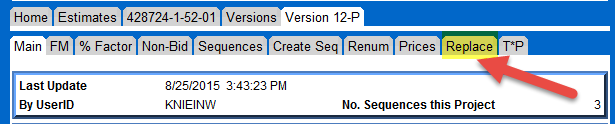 Home Estimates 428724-1-52-01 Versions Version 12-P
Main FM % Factor Non-Bid Sequences Create Seq Renum Prices Replace T*P
Last Update 8/25/2015 3:43:23 PM
By UserID KNIEINW No. Sequences this Project 3